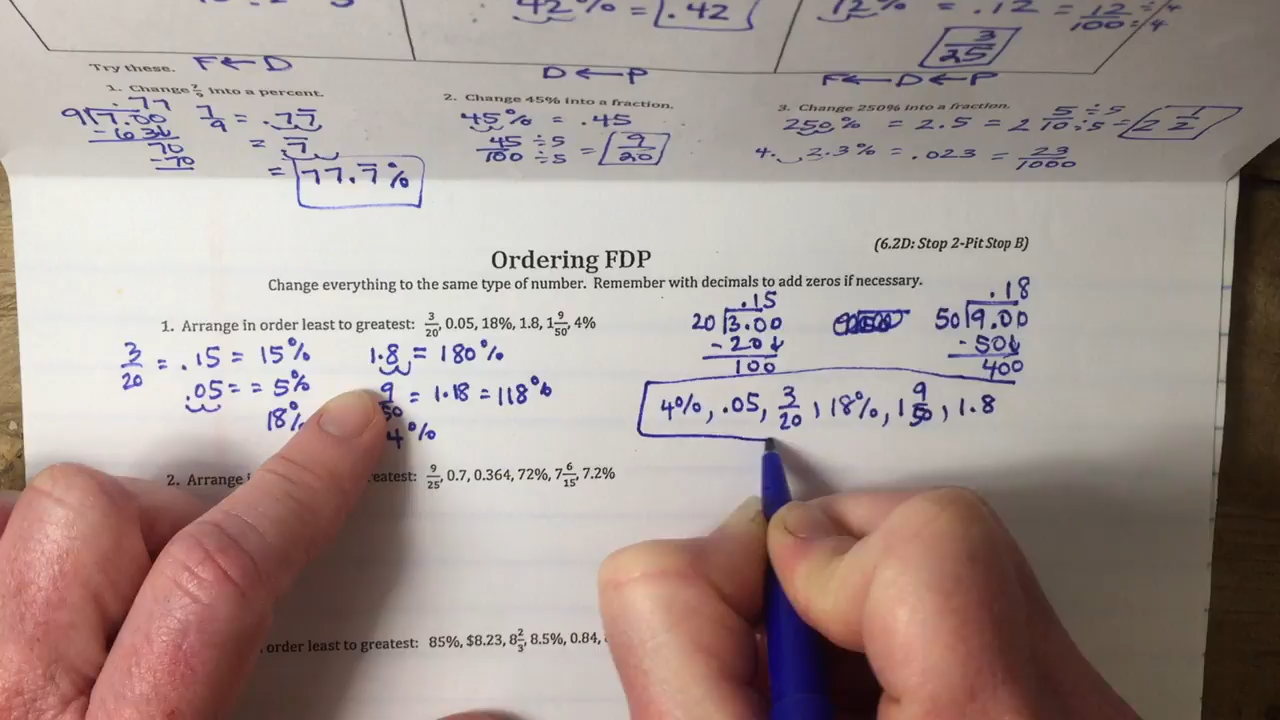 42% = .42
12% = .12 = 12/100 ÷4/÷4
3/25
Try these. F ← D
D ← P
F ← D ← P
1. Change 7/9 into a percent.
.77
9 7.00
-63↓
70
-70
7/9 = .77
= .7
= 77.7%
2. Change 45% into a fraction.
45% = .45
45/100 ÷5/÷5 = 9/20
3. Change 250% into a fraction.
250% = 2.5 = 2 5/10 ÷5/÷5 = 2 1/2
4. 2.3% = .023 = 23/1000
(6.2D: Stop 2-Pit Stop B)
Ordering FDP
Change everything to the same type of number. Remember with decimals to add zeros if necessary.
1. Arrange in order least to greatest: 3/20, 0.05, 18%, 1.8, 1 9/50, 4%
3/20 = .15 = 15%
.05 = = 5%
18%
1.8 = 180%
9/50 = 1.18 = 118%
4%
.15
20 3.00
-20↓
100
.18
50 9.00
-50↓
400
4%, .05, 3/20, 18%, 1 9/50, 1.8
2. Arrange eatest: 9/25, 0.7, 0.364, 72%, 7 6/15, 7.2%
, order least to greatest: 85%, $8.23, 8 2/3, 8.5%, 0.84,